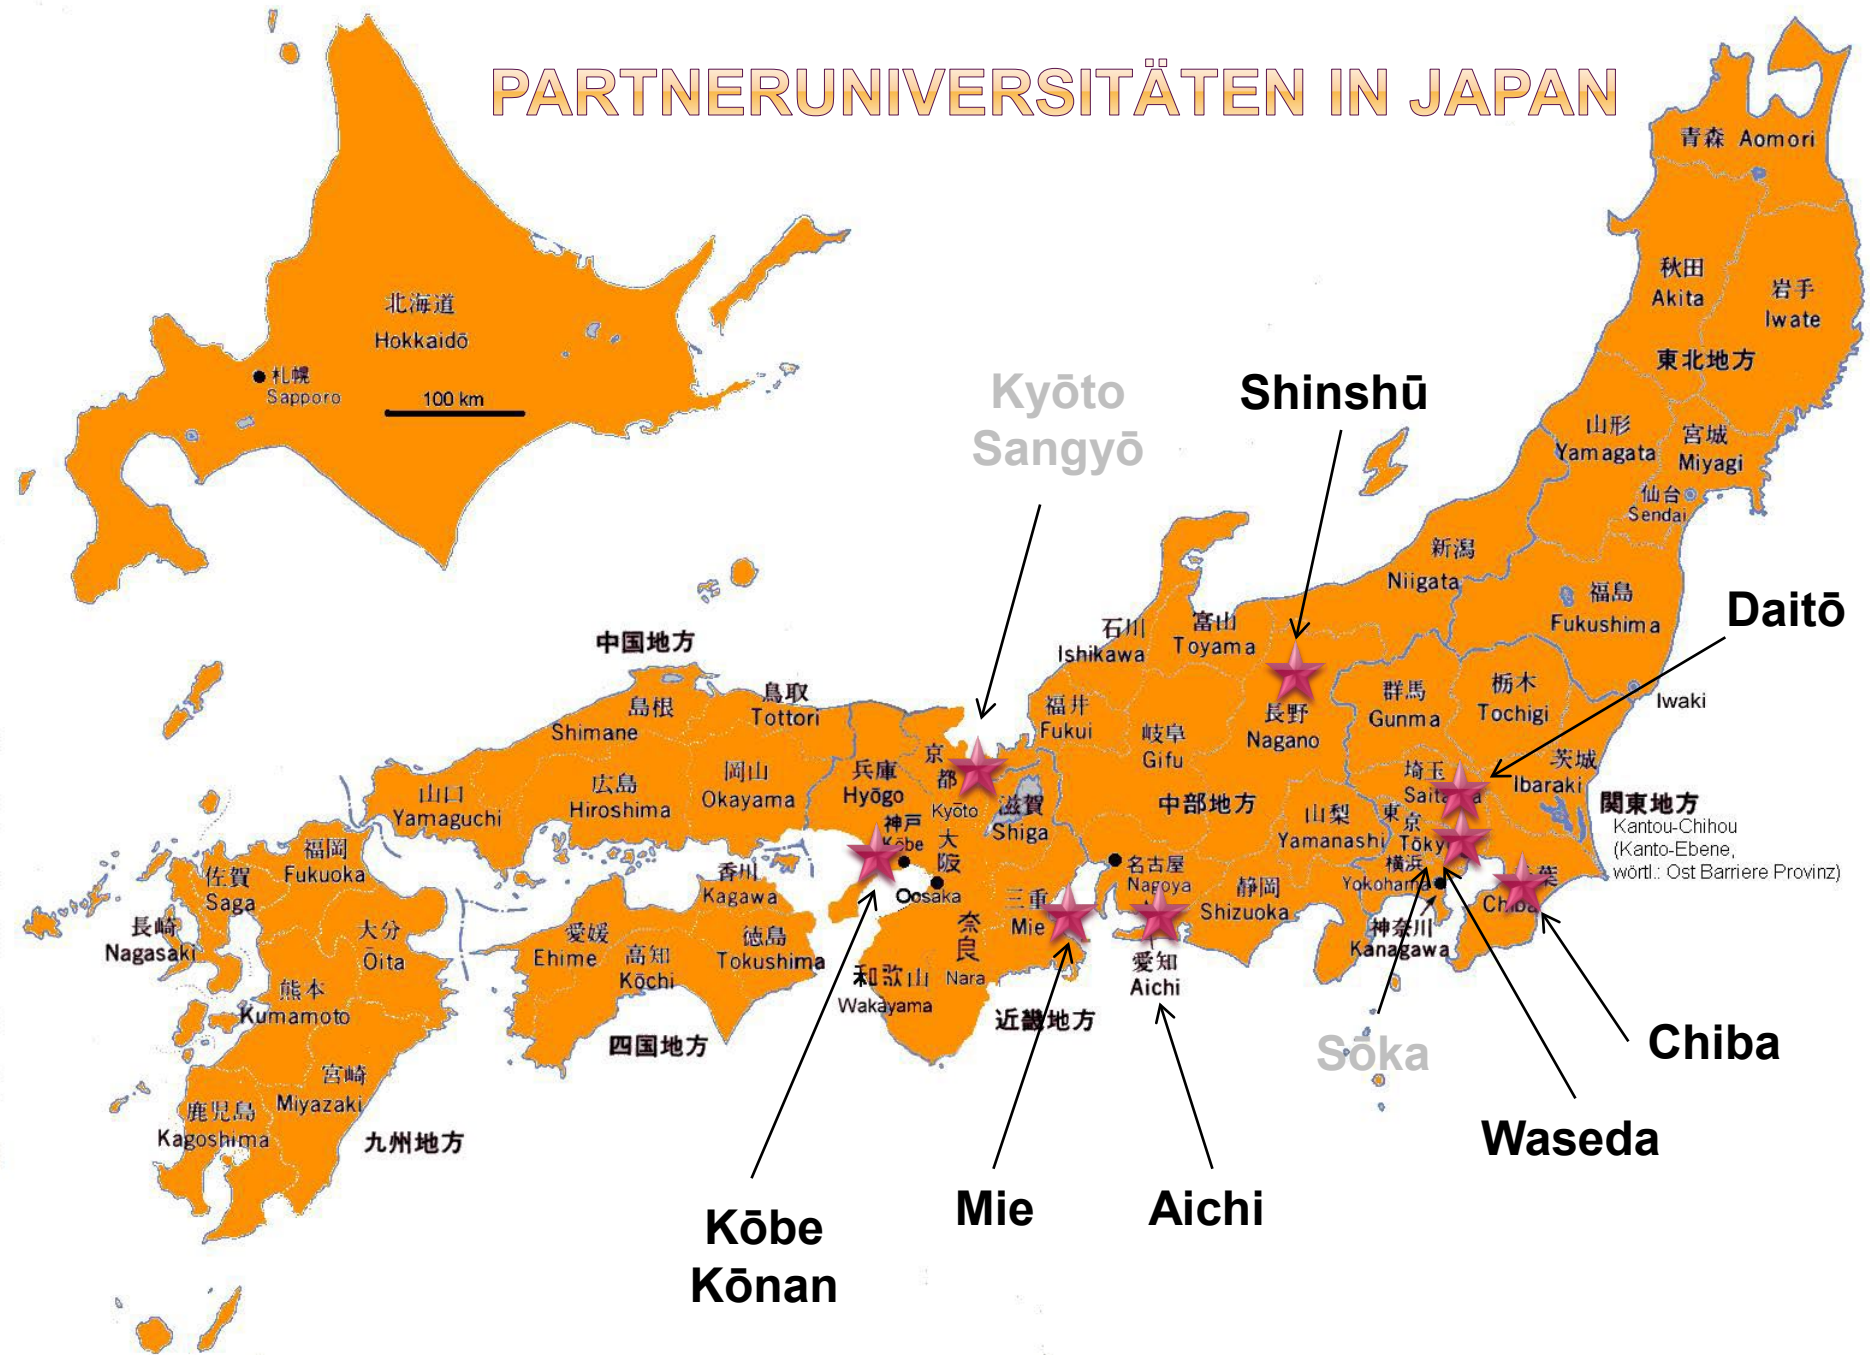 PARTNERUNIVERSITÄTEN IN JAPAN
青森 Aomori
秋田
Akita
岩手
Iwate
東北地方
北海道
Hokkaidō
札幌
Sapporo
100 km
Kyōto
Sangyō
Shinshū
山形
Yamagata
宮城
Miyagi
仙台
Sendai
新潟
Niigata
福島
Fukushima
Daitō
石川
Ishikawa
富山
Toyama
中国地方
島根
Shimane
鳥取
Tottori
福井
Fukui
岐阜
Gifu
長野
Nagano
群馬
Gunma
栃木
Tochigi
Iwaki
茨城
Ibaraki
埼玉
関東地方
Kantou-Chihou
(Kanto-Ebene,
wörtl.: Ost Barriere Provinz)
山口
Yamaguchi
広島
Hiroshima
岡山
Okayama
兵庫
Hyōgo
京
都
Kyōto
滋賀
Shiga
中部地方
山梨
Yamanashi
東
京
神戸
Kōbe
大
阪
Oosaka
名古屋
Nagoya
横浜
Yokohama
静岡
Shizuoka
三重
Mie
奈
良
Nara
愛知
Aichi
神奈川
Kanagawa
葉
福岡
Fukuoka
佐賀
Saga
長崎
Nagasaki
大分
Ōita
熊本
Kumamoto
宮崎
Miyazaki
鹿児島
Kagoshima
九州地方
香川
Kagawa
愛媛
Ehime
高知
Kōchi
徳島
Tokushima
四国地方
和歌山
Wakayama
近畿地方
Sōka
Chiba
Waseda
Kōbe
Kōnan
Mie
Aichi